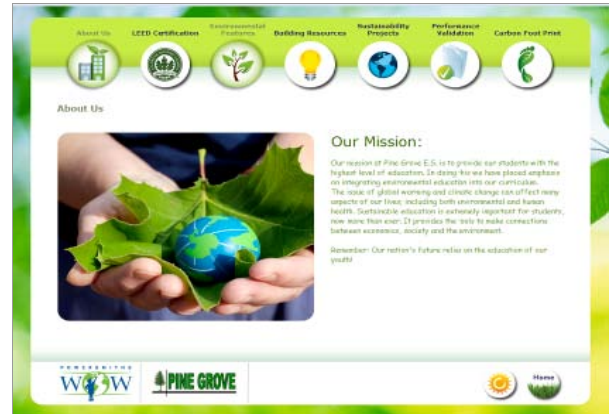 About Us
LEED Certification
Environmental
Features
Building Resources
Sustainability
Projects
Performance
Validation
Carbon Foot Print
About Us
Our Mission:
Our mission at Pine Grove E.S. is to provide our students with the
highest level of education. In doing this we have placed emphasis
on integrating environmental education into our curriculum.
The issue of global warming and climate change can affect many
aspects of our lives; including both environmental and human
health. Sustainable education is extremely important for students,
now more than ever. It provides the tools to make connections
between economics, society and the environment.
Remember: Our nation's future relies on the education of our
youth!
POWERSMITHS
WOW
PINE GROVE
Home